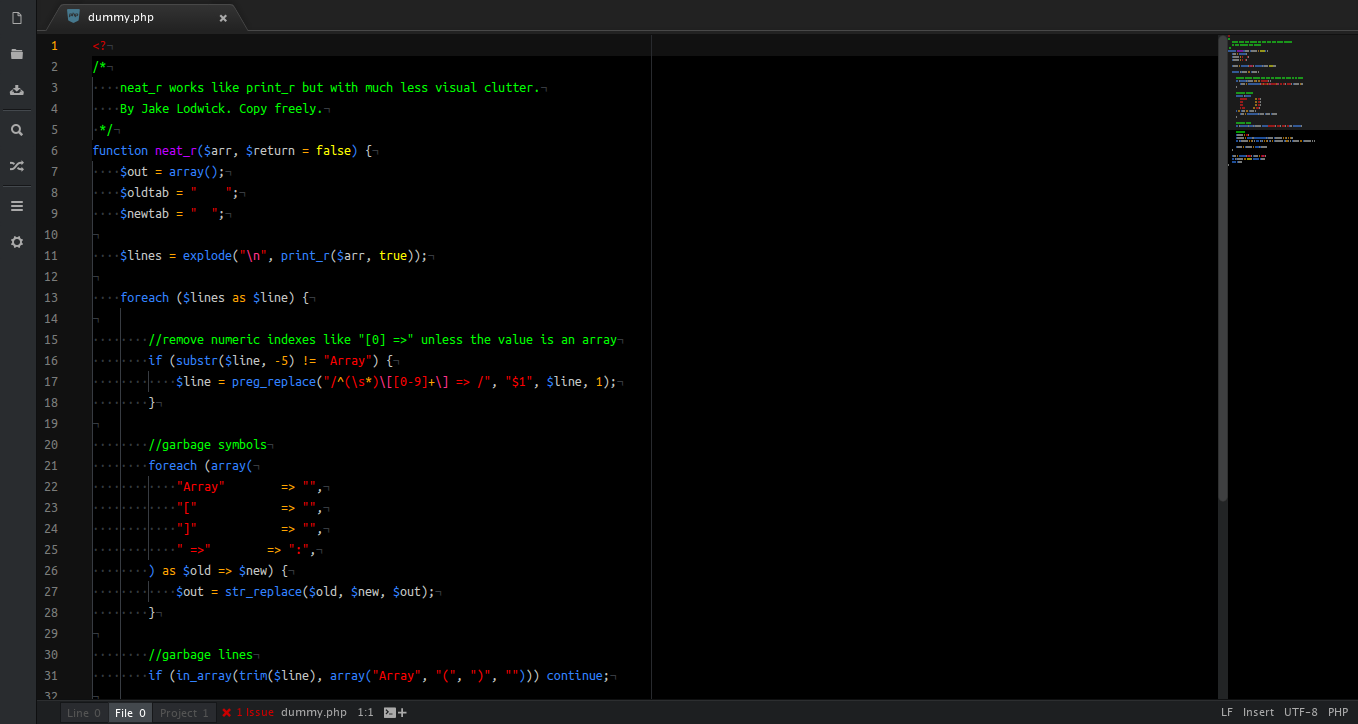 dummy.php
1 <?
2 /*
3 neat_r works like print_r but with much less visual clutter.
4 By Jake Lodwick. Copy freely.
5 */
6 function neat_r($arr, $return = false) {
7 $out = array();
8 $oldtab = "    ";
9 $newtab = "  ";
10
11 $lines = explode("\n", print_r($arr, true));
12
13 foreach ($lines as $line) {
14
15 //remove numeric indexes like "[0] =>" unless the value is an array
16 if (substr($line, -5) != "Array") {
17 $line = preg_replace("/^(\s*)\[[0-9]+\] => /", "$1", $line, 1);
18 }
19
20 //garbage symbols
21 foreach (array(
22 "Array"        => "",
23 "["            => "",
24 "]"            => "",
25 " =>"        => ":",
26 ) as $old => $new) {
27 $out = str_replace($old, $new, $out);
28 }
29
30 //garbage lines
31 if (in_array(trim($line), array("Array", "(", ")", ""))) continue;
32
Line 0 File 0 Project 1 1 Issue dummy.php 1:1 LF Insert UTF-8 PHP